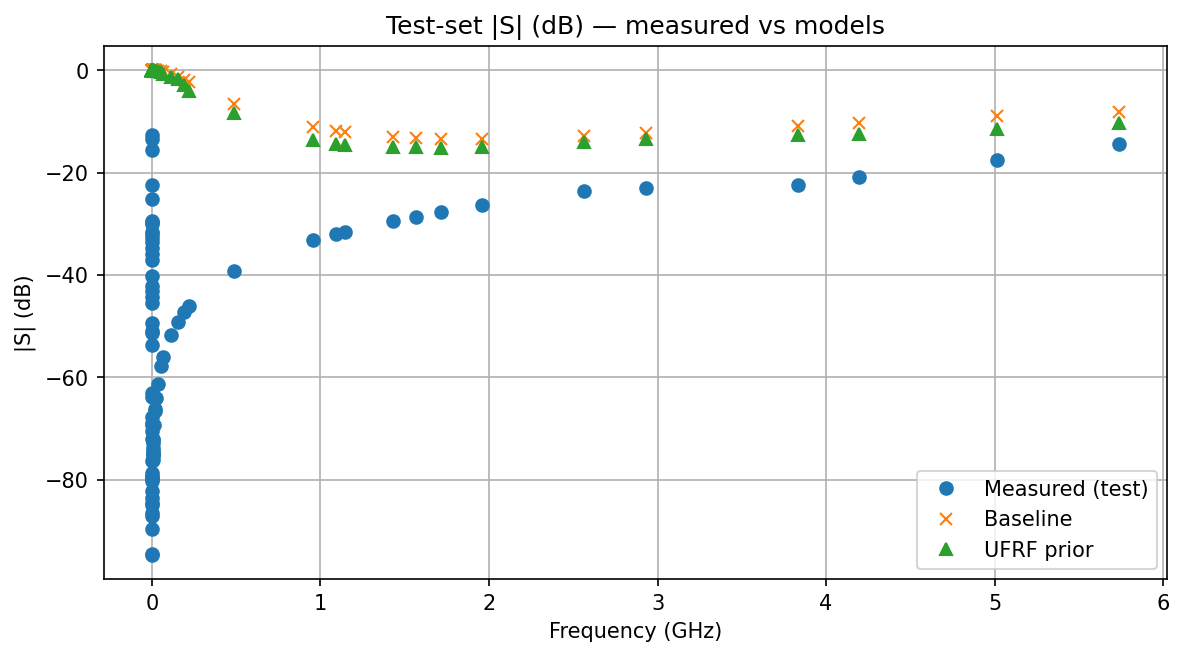 Test-set |S| (dB) — measured vs models
|S| (dB)
0
−20
−40
−60
−80
0
1
2
3
4
5
6
Frequency (GHz)
Measured (test)
Baseline
UFRF prior